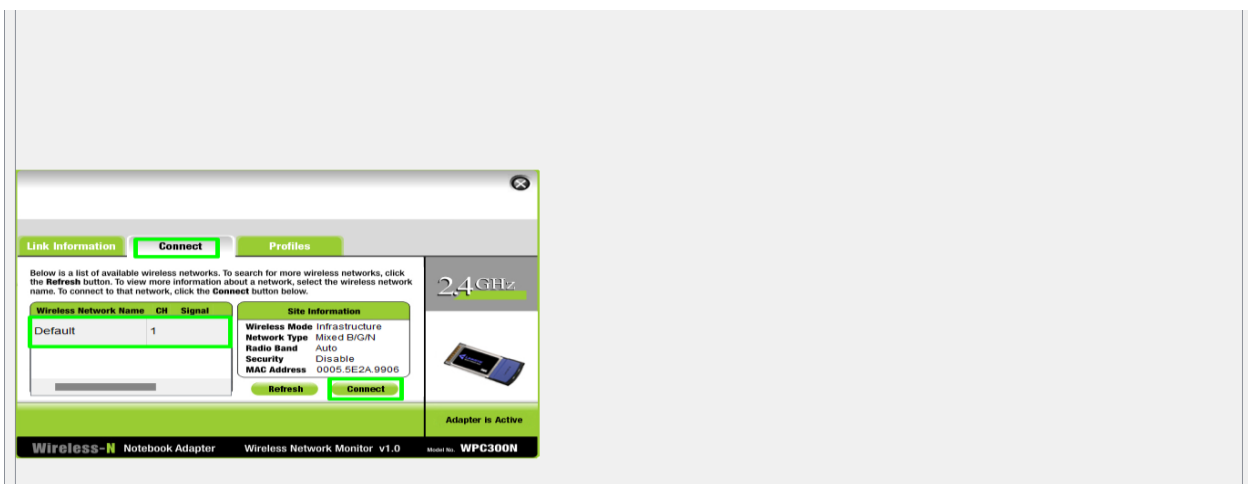 Link Information Connect Profiles
Below is a list of available wireless networks. To search for more wireless networks, click
the Refresh button. To view more information about a network, select the wireless network
name. To connect to that network, click the Connect button below.
2.4GHz
Wireless Network Name CH Signal
Default 1
Site Information
Wireless Mode Infrastructure
Network Type Mixed B/G/N
Radio Band Auto
Security Disable
MAC Address 0005.5E2A.9906
Refresh Connect
Adapter is Active
Wireless-N Notebook Adapter Wireless Network Monitor v1.0 Model No. WPC300N